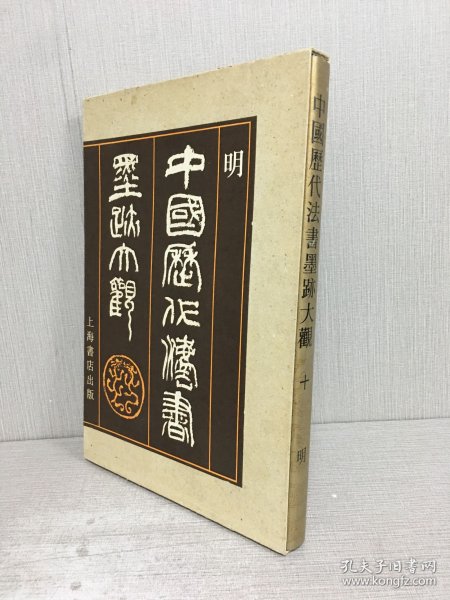 明
中國歷代法書
墨跡大觀
上海書店出版
中國歷代法書墨跡大觀 十 明
孔夫子旧书网
www.kongfz.com